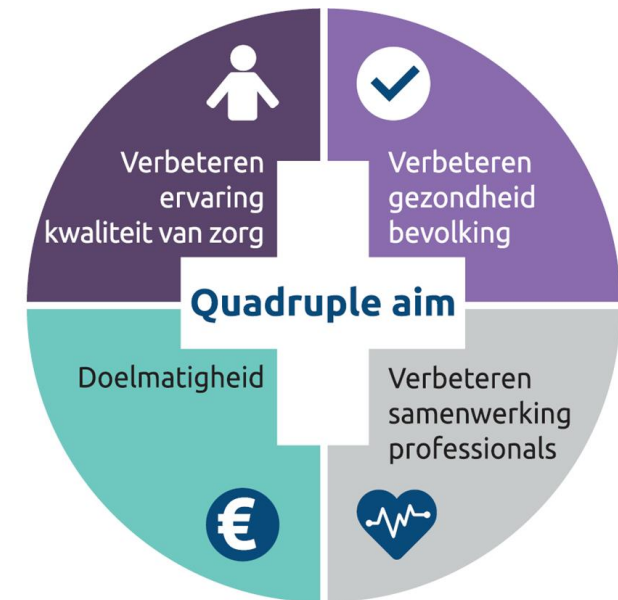 Verbeteren
ervaring
kwaliteit van zorg
Verbeteren
gezondheid
bevolking
Quadruple aim
Doelmatigheid
€
Verbeteren
samenwerking
professionals